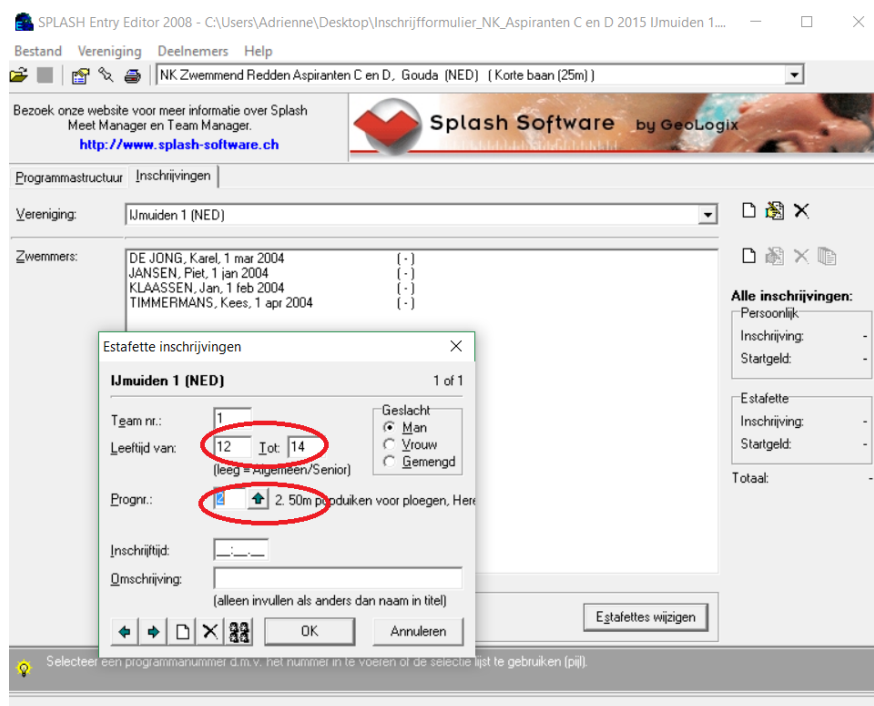 SPLASH Entry Editor 2008 - C:\Users\Adrienne\Desktop\Inschrijfformulier_NK_Aspiranten C en D 2015 IJmuiden 1....
Bestand Vereniging Deelnemers Help
NK Zwemmend Redden Aspiranten C en D, Gouda (NED) (Korte baan (25m))
Bezoek onze website voor meer informatie over Splash
Meet Manager en Team Manager.
http://www.splash-software.ch
Splash Software by GeoLogix
Programmastructuur Inschrijvingen
Vereniging: IJmuiden 1 (NED)
Zwemmers:
DE JONG, Karel, 1 mar 2004 ( - )
JANSEN, Piet, 1 jan 2004 ( - )
KLAASSEN, Jan, 1 feb 2004 ( - )
TIMMERMANS, Kees, 1 apr 2004 ( - )
Alle inschrijvingen:
Persoonlijk
Inschrijving: -
Startgeld: -
Estafette
Inschrijving: -
Startgeld: -
Totaal: -
Estafette inschrijvingen
IJmuiden 1 (NED) 1 of 1
Team nr.: 1
Leeftijd van: 12 Tot: 14
(leeg = Algemeen/Senior)
Geslacht
Man
Vrouw
Gemengd
Prognr.: 2 2. 50m popduiken voor ploegen, Here
Inschrijftijd: __:__.__
Omschrijving:
(alleen invullen als anders dan naam in titel)
OK Annuleren
Estafettes wijzigen
Selecteer een programmanummer d.m.v. het nummer in te voeren of de selectie lijst te gebruiken (pijl).